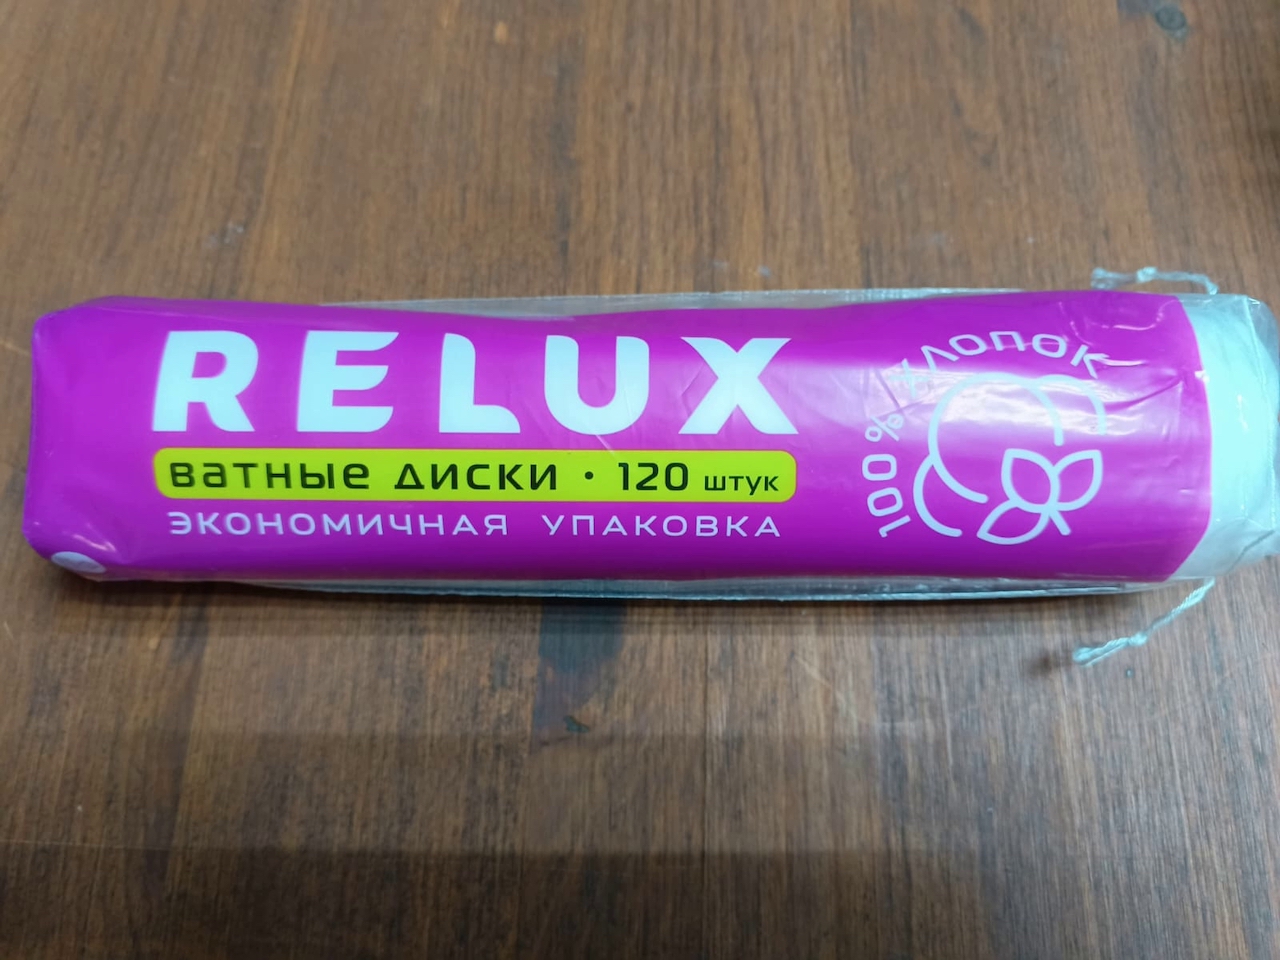 RELUX
ватные диски • 120 штук
ЭКОНОМИЧНАЯ УПАКОВКА
100% хлопок